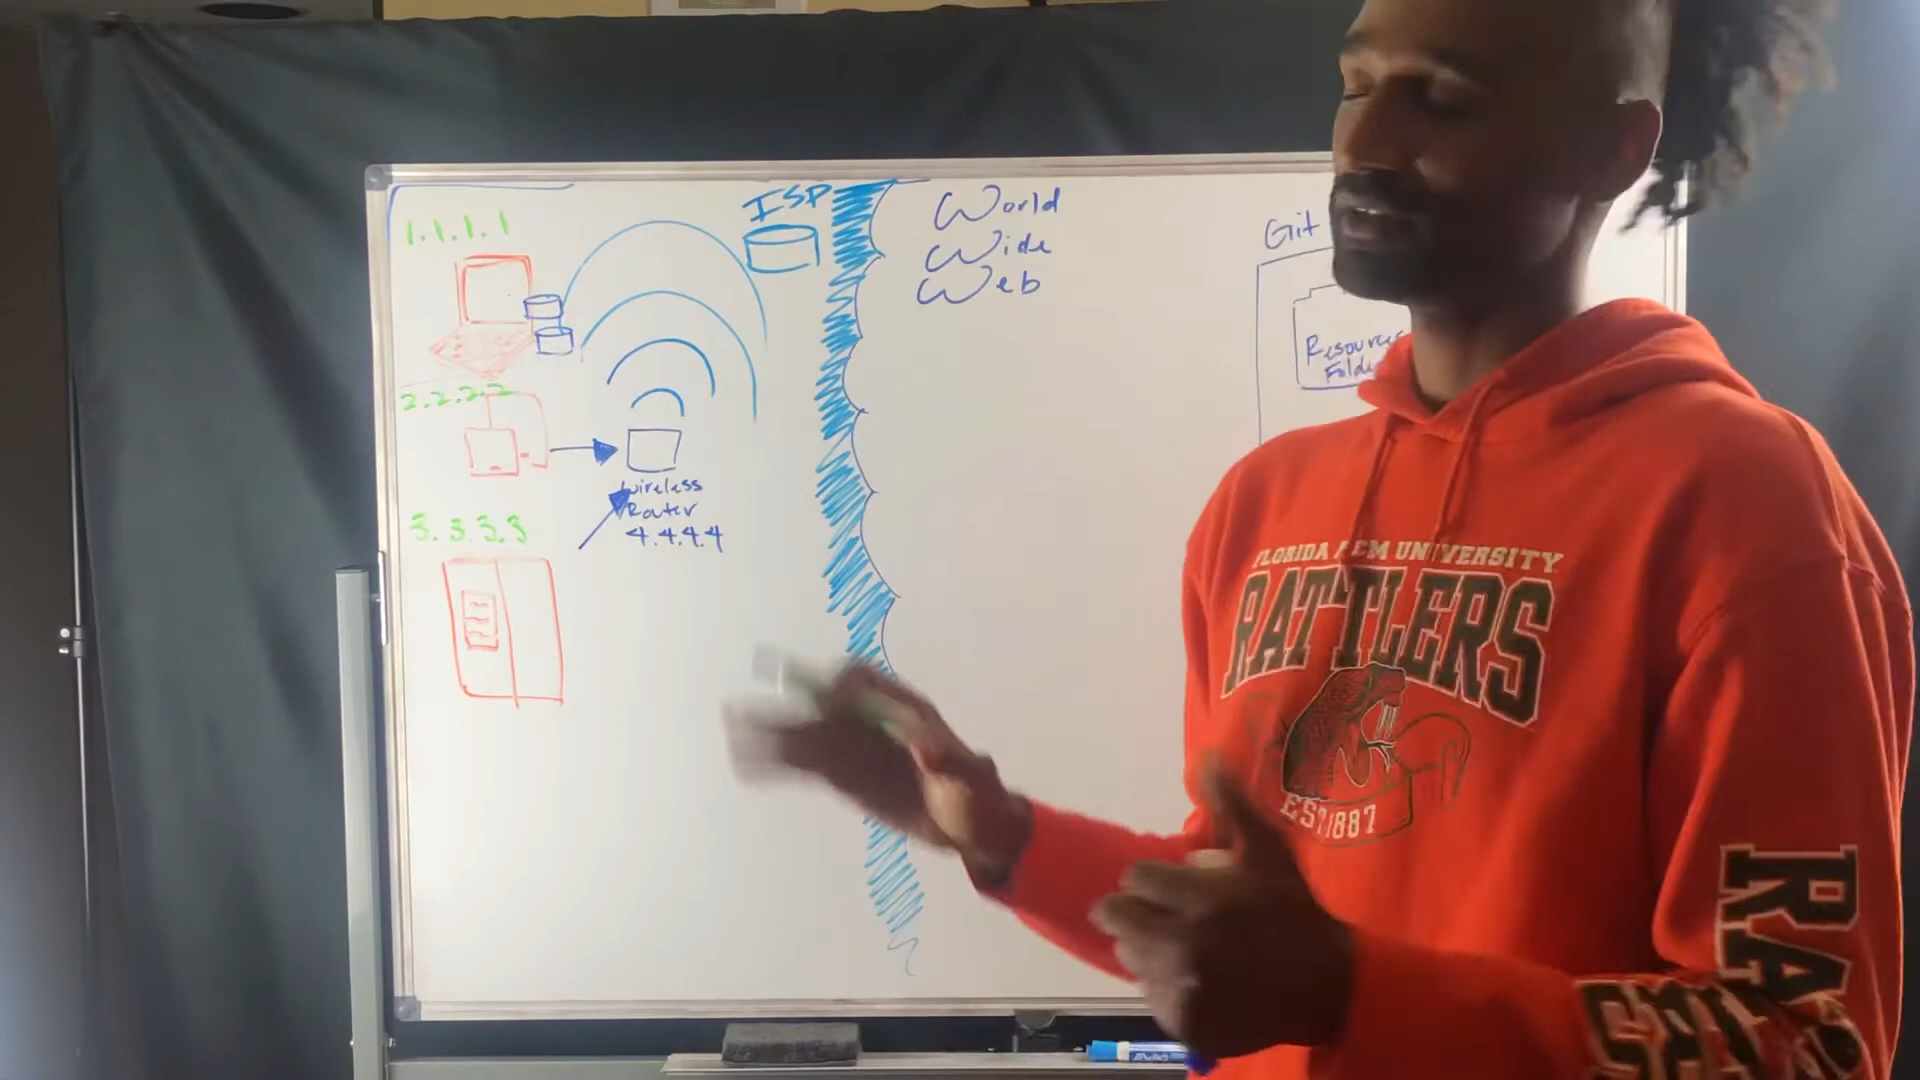 1.1.1.1
2.2.2.2
3.3.3.3
Wireless
Router
4.4.4.4
ISP
World
Wide
Web
Git
Resources
FLORIDA A&M UNIVERSITY
RATTLERS
EST 1887